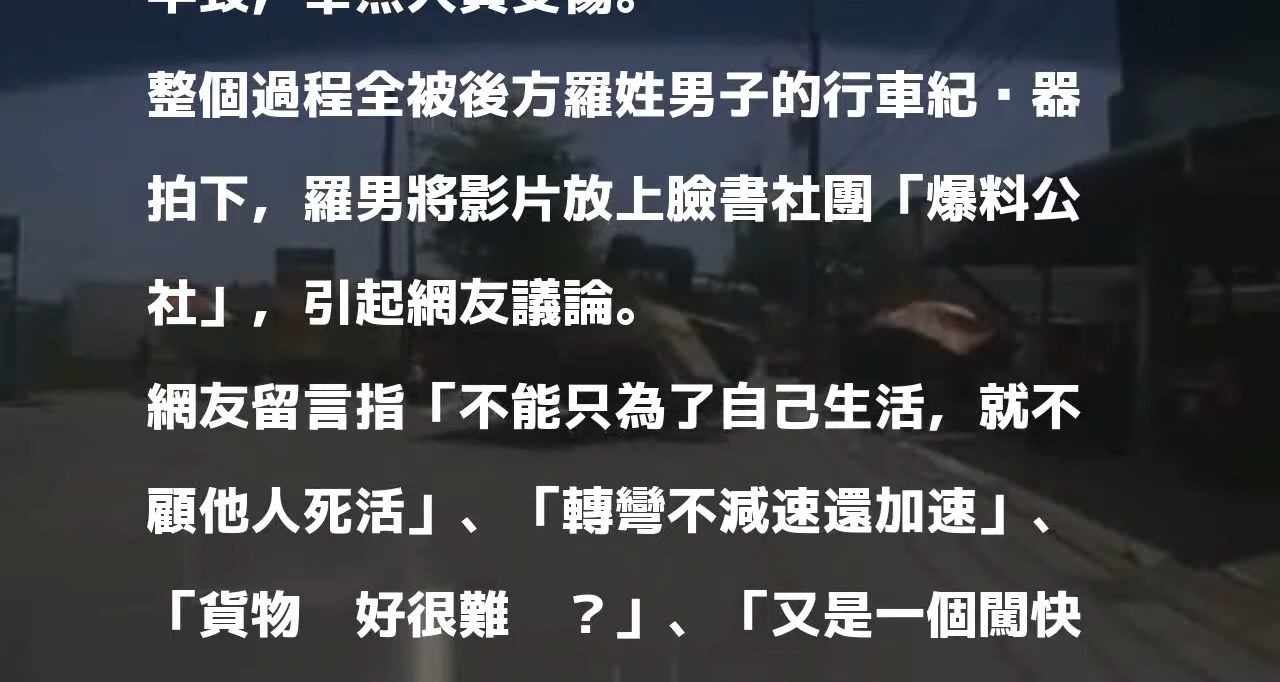 整個過程全被後方羅姓男子的行車紀·器
拍下，羅男將影片放上臉書社團「爆料公
社」，引起網友議論。
網友留言指「不能只為了自己生活，就不
顧他人死活」、「轉彎不減速還加速」、
「貨物　好很難　？」、「又是一個闖快